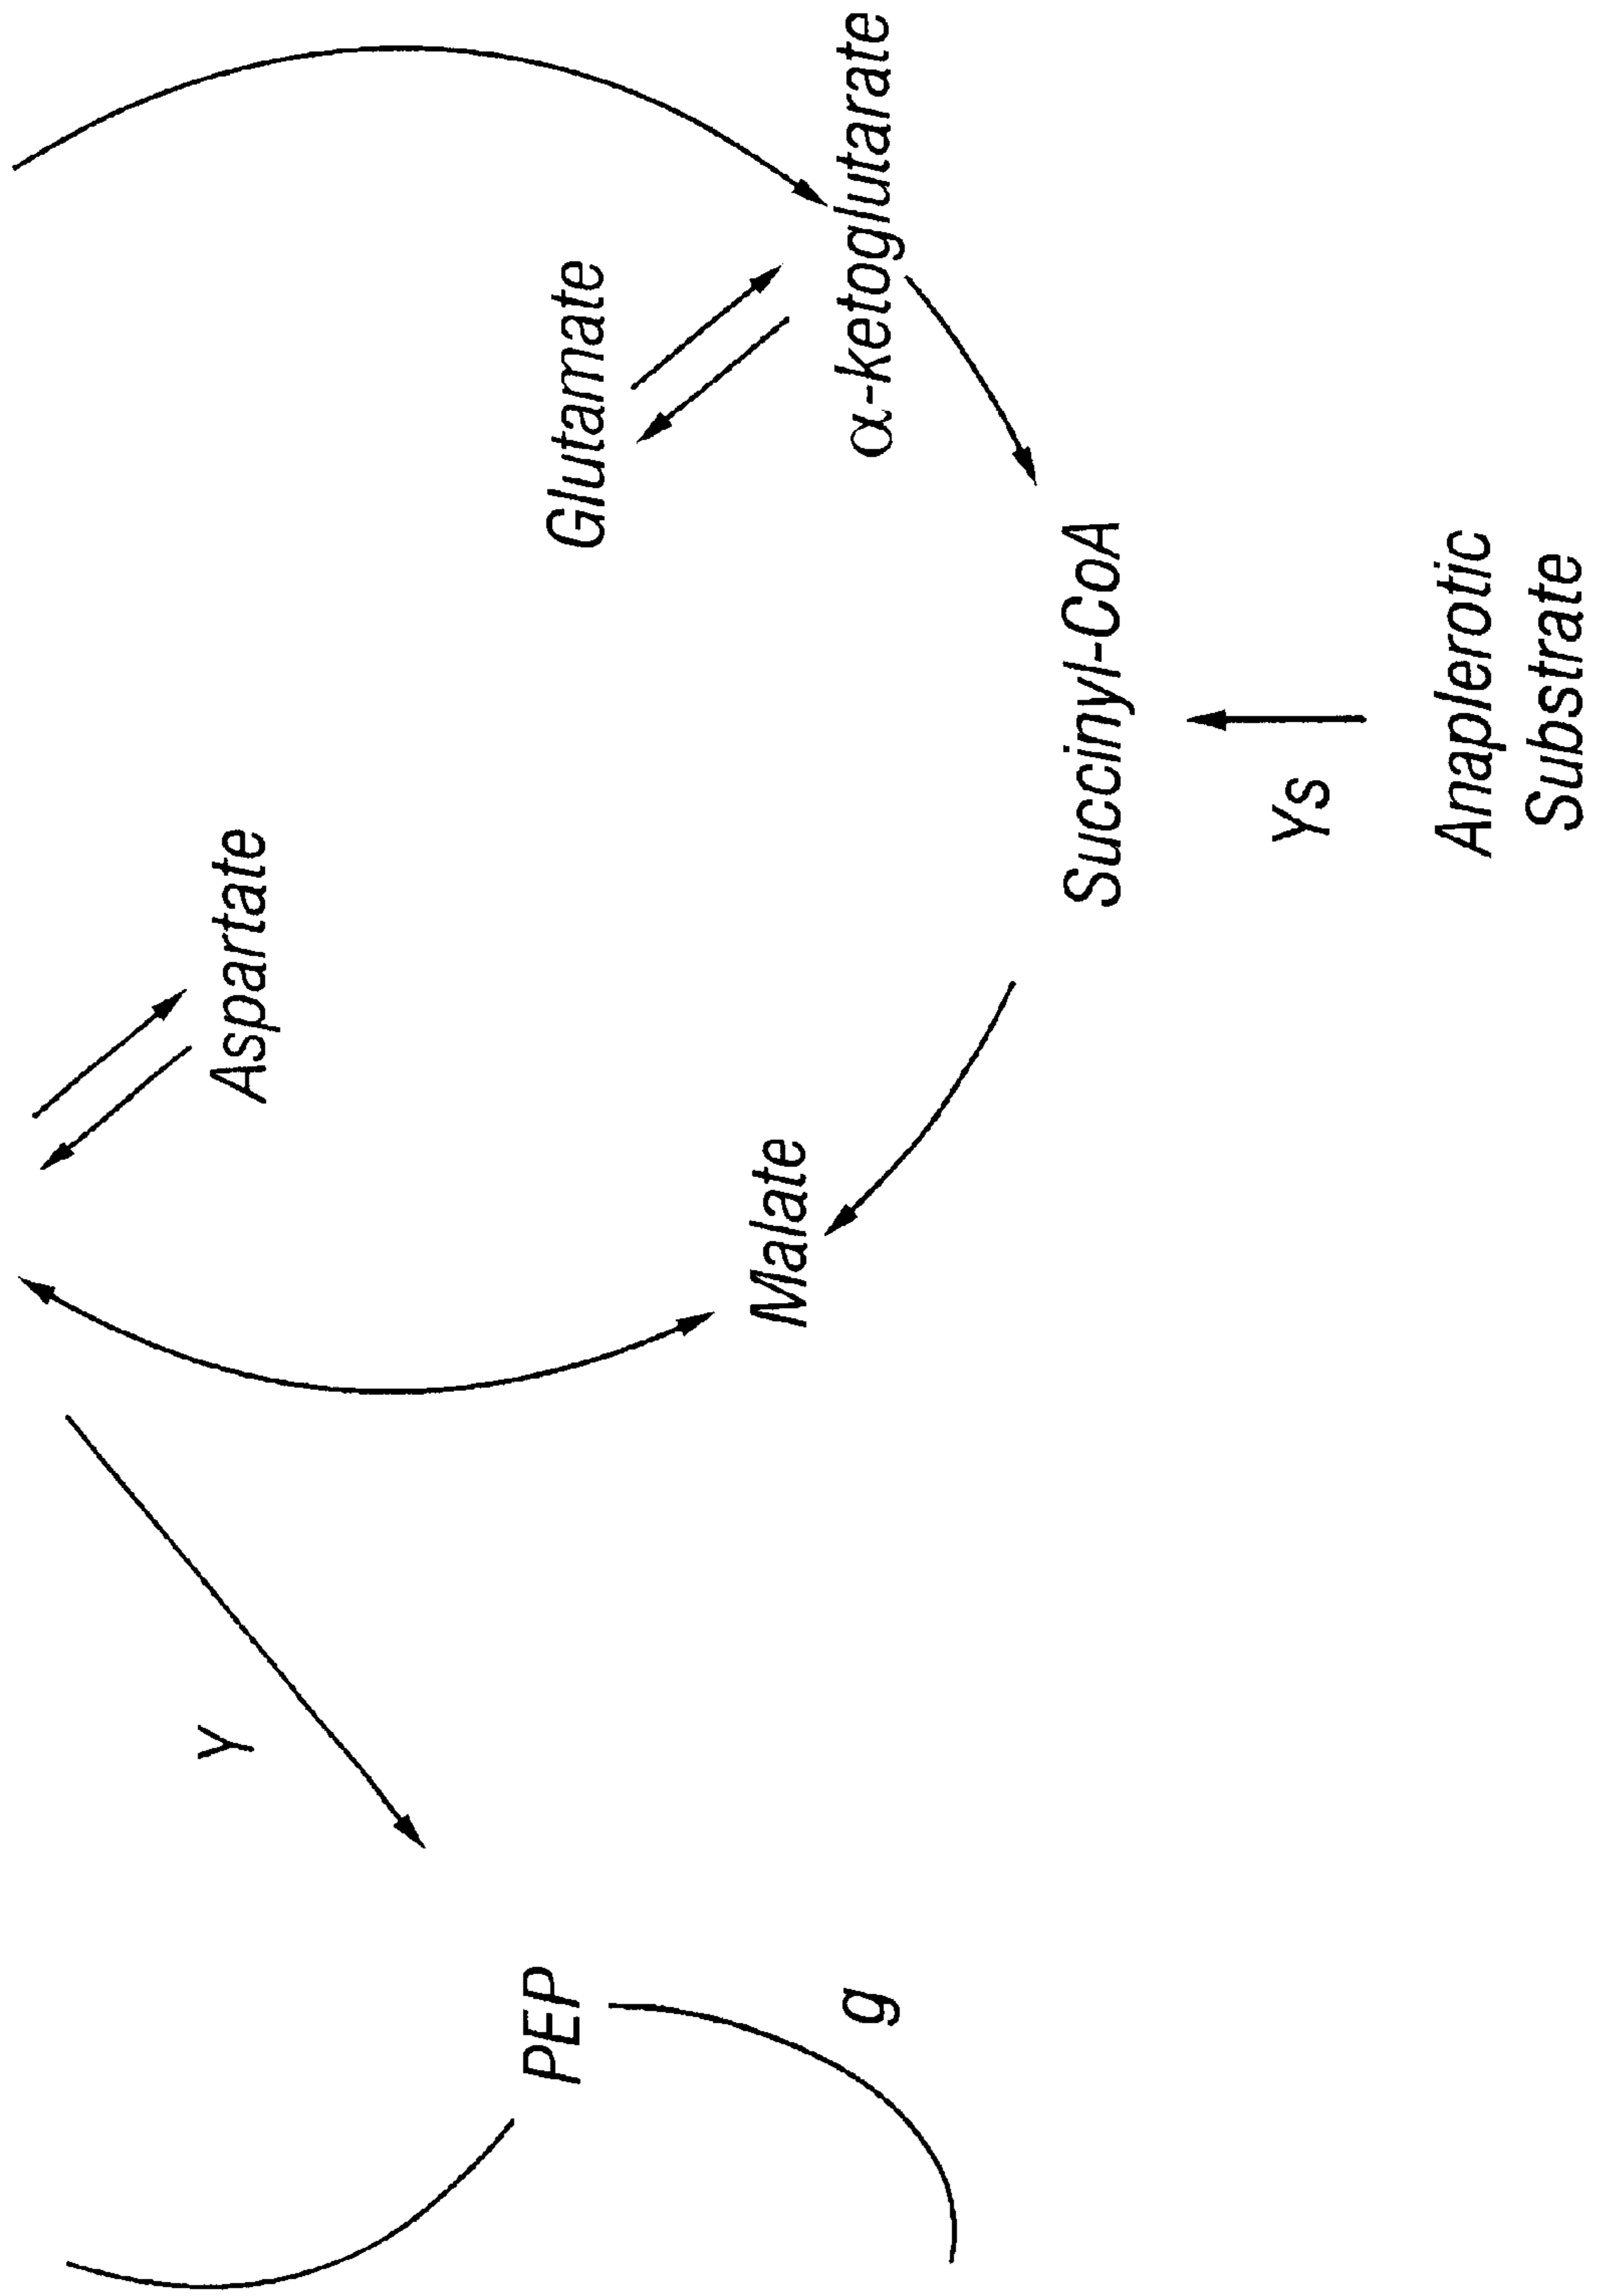 Aspartate
Glutamate
Y
Malate
α-ketoglutarate
PEP
Succinyl-CoA
g
Ys
Anaplerotic
Substrate